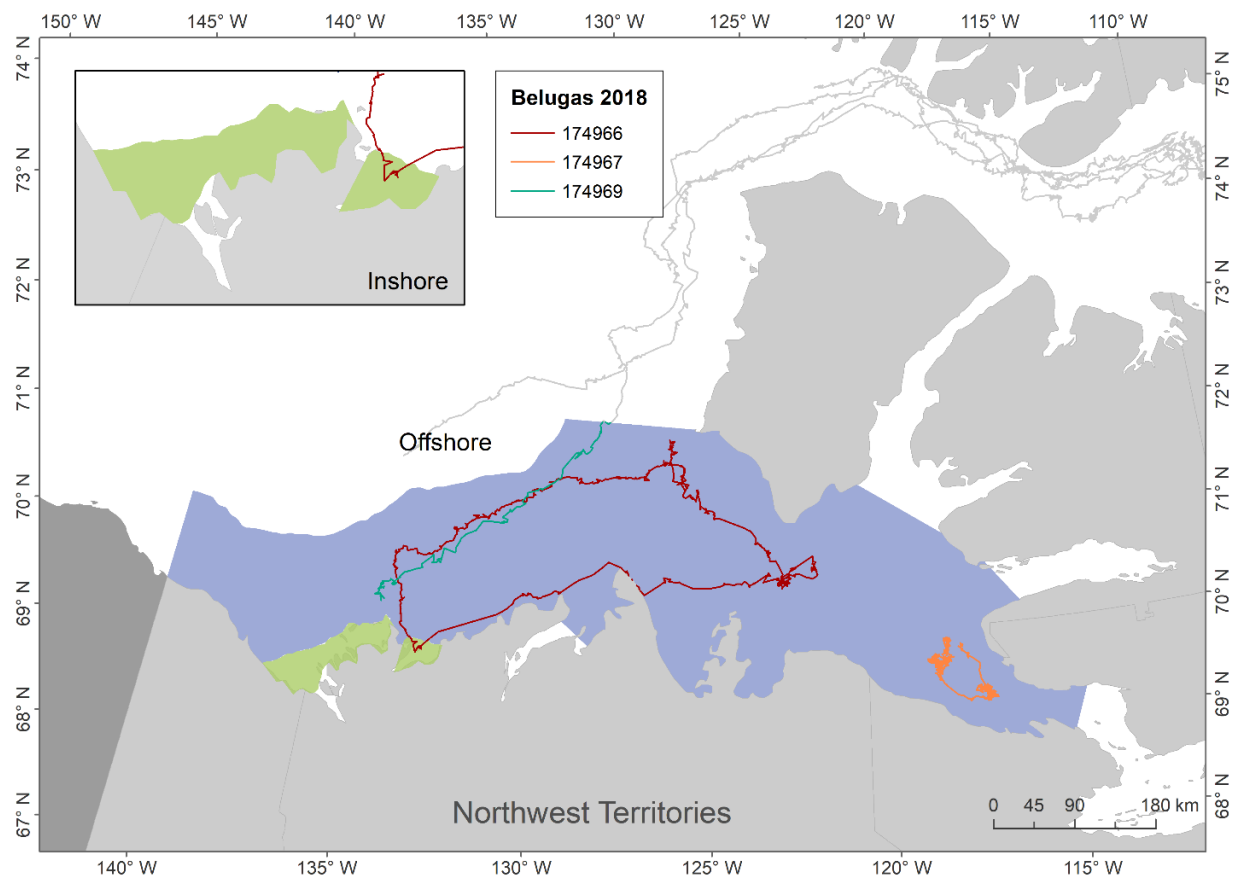 150° W 145° W 140° W 135° W 130° W 125° W 120° W 115° W 110° W
74° N
75° N
Belugas 2018
174966
174967
174969
73° N
74° N
Inshore
72° N
73° N
71° N
72° N
Offshore
70° N
71° N
69° N
70° N
68° N
69° N
Northwest Territories
0 45 90 180 km
67° N
68° N
140° W 135° W 130° W 125° W 120° W 115° W